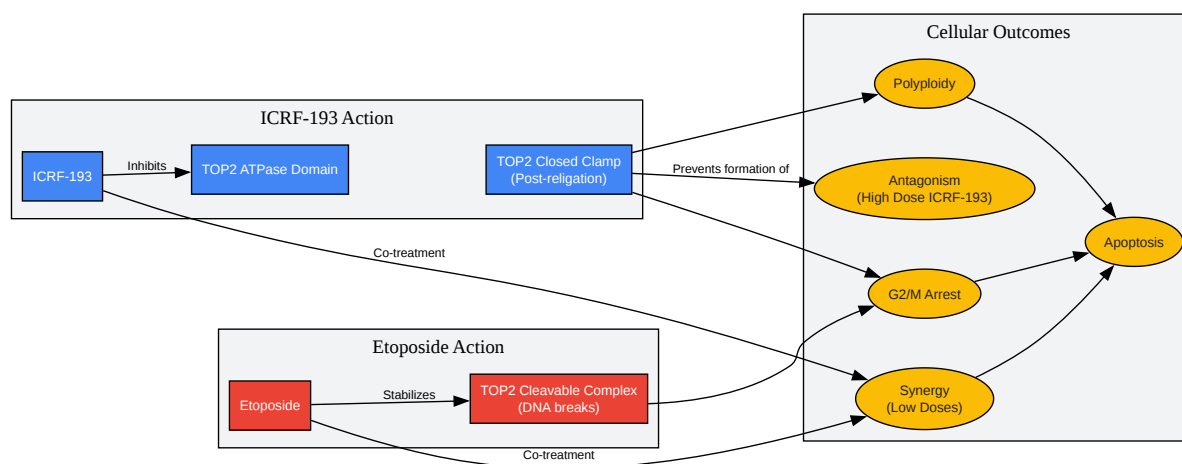 Cellular Outcomes
Polyploidy
ICRF-193 Action
ICRF-193
Inhibits
TOP2 ATPase Domain
TOP2 Closed Clamp
(Post-religation)
Prevents formation of
Antagonism
(High Dose ICRF-193)
Apoptosis
Co-treatment
G2/M Arrest
Etoposide Action
Etoposide
Stabilizes
TOP2 Cleavable Complex
(DNA breaks)
Synergy
(Low Doses)
Co-treatment